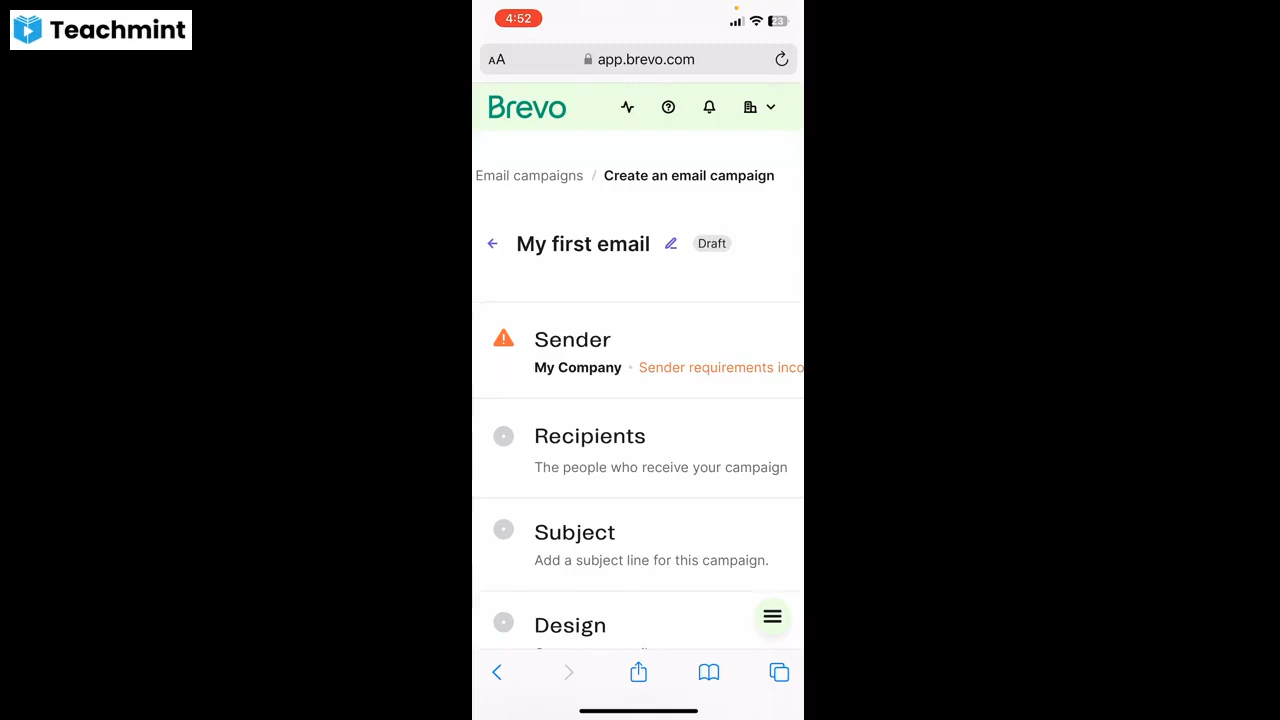 Teachmint
4:52
23
AA
app.brevo.com
Brevo
Email campaigns / Create an email campaign
My first email
Draft
Sender
My Company • Sender requirements inco
Recipients
The people who receive your campaign
Subject
Add a subject line for this campaign.
Design